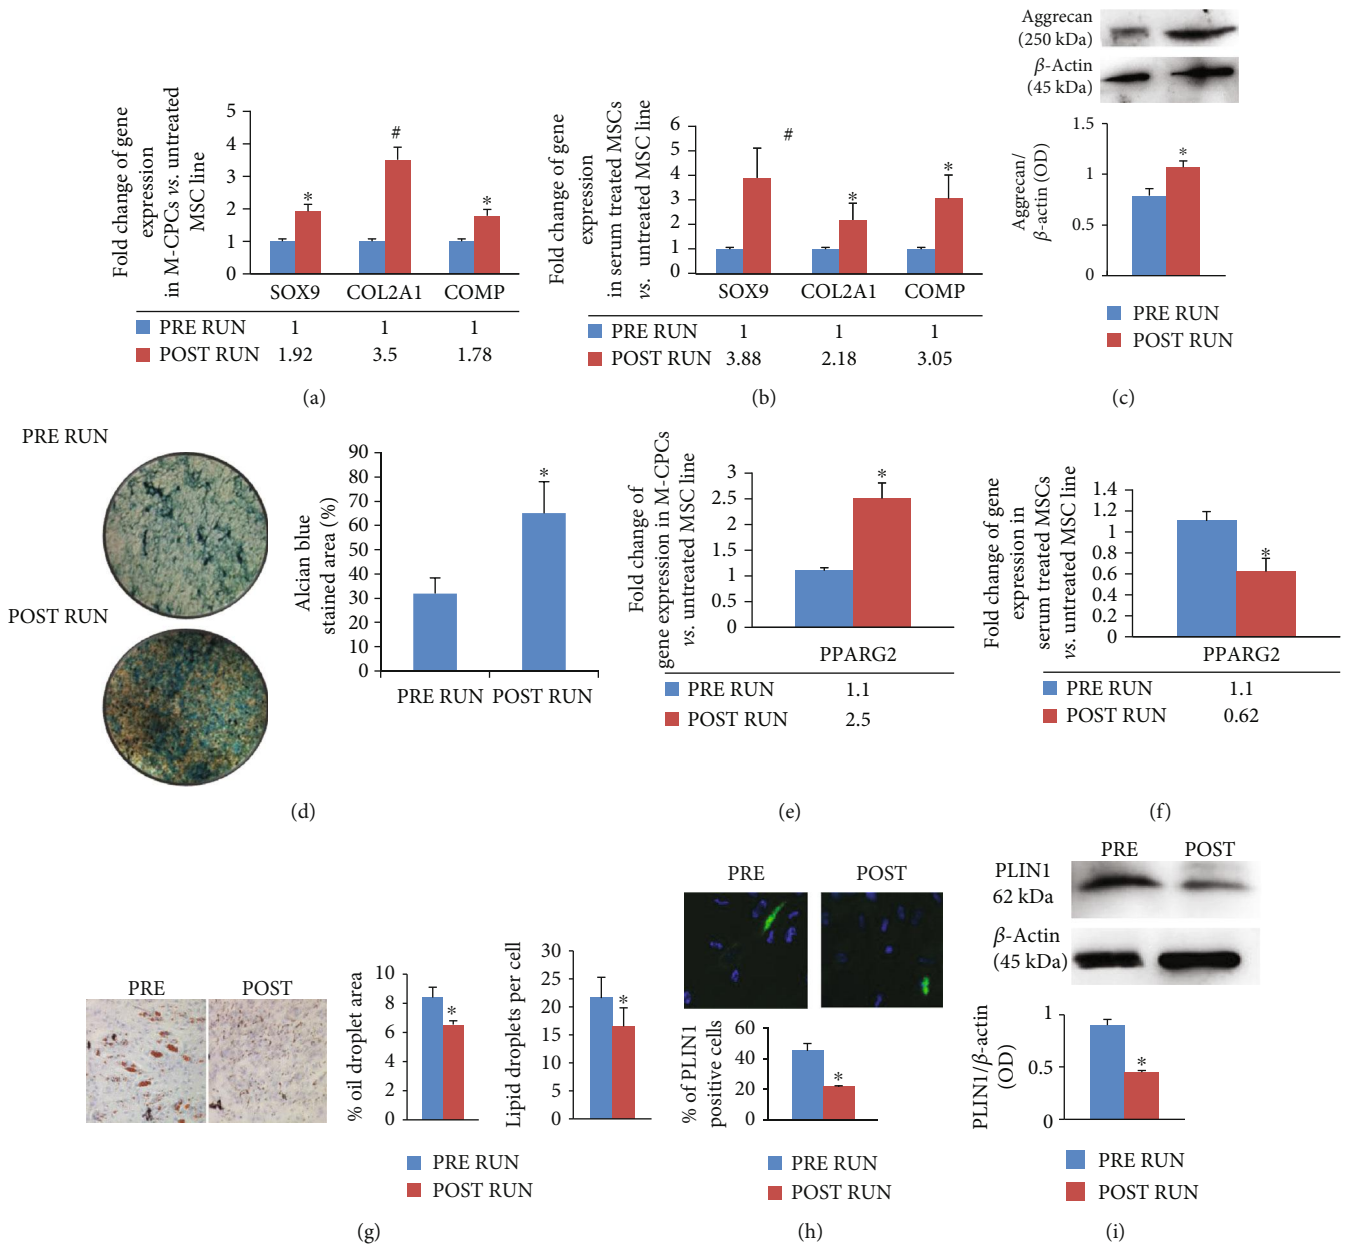 Fold change of gene
expression
in M-CPCs vs. untreated
MSC line
5
4
3
2
1
0
*
#
*
SOX9 COL2A1 COMP
PRE RUN 1 1 1
POST RUN 1.92 3.5 1.78
(a)
Fold change of gene
expression
in serum treated MSCs
vs. untreated MSC line
6
5
4
3
2
1
0
#
*
*
SOX9 COL2A1 COMP
PRE RUN 1 1 1
POST RUN 3.88 2.18 3.05
(b)
Aggrecan
(250 kDa)
β-Actin
(45 kDa)
Aggrecan/
β-actin (OD)
1.5
1
0.5
0
*
PRE RUN
POST RUN
(c)
PRE RUN
POST RUN
Alcian blue
stained area (%)
90
80
70
60
50
40
30
20
10
0
*
PRE RUN POST RUN
(d)
Fold change of
gene expression in M-CPCs
vs. untreated MSC line
3
2.5
2
1.5
1
0.5
0
*
PPARG2
PRE RUN 1.1
POST RUN 2.5
(e)
Fold change of gene
expression in
serum treated MSCs
vs. untreated MSC line
1.4
1.2
1
0.8
0.6
0.4
0.2
0
*
PPARG2
PRE RUN 1.1
POST RUN 0.62
(f)
PRE POST
% oil droplet area
10
8
6
4
2
0
*
Lipid droplets per cell
30
25
20
15
10
5
0
*
PRE RUN
POST RUN
(g)
PRE POST
% of PLIN1
positive cells
60
40
20
0
*
PRE RUN
POST RUN
(h)
PRE POST
PLIN1
62 kDa
β-Actin
(45 kDa)
PLIN1/β-actin
(OD)
1
0.5
0
*
PRE RUN
POST RUN
(i)